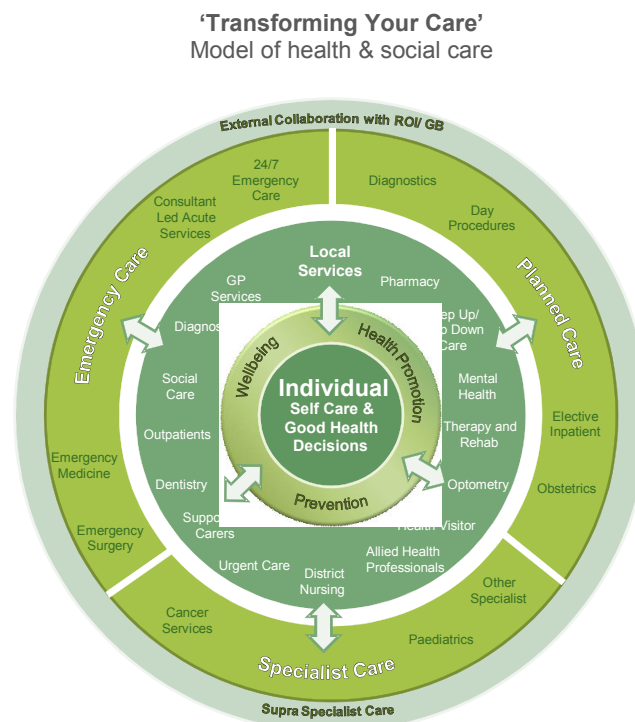 ‘Transforming Your Care’
Model of health & social care
External Collaboration with ROI/ GB
24/7
Emergency
Care
Consultant
Led Acute
Services
Emergency Care
Emergency
Medicine
Emergency
Surgery
Diagnostics
Day
Procedures
Planned Care
Elective
Inpatient
Obstetrics
Local
Services
GP
Services
Pharmacy
Care
Social
Care
Mental
Health
Outpatients
Therapy and
Rehab
Dentistry
Optometry
Carers
Health Visitor
Urgent Care
Allied Health
Professionals
District
Nursing
Wellbeing
Health Promotion
Prevention
Individual
Self Care &
Good Health
Decisions
Cancer
Services
Other
Specialist
Paediatrics
Specialist Care
Supra Specialist Care